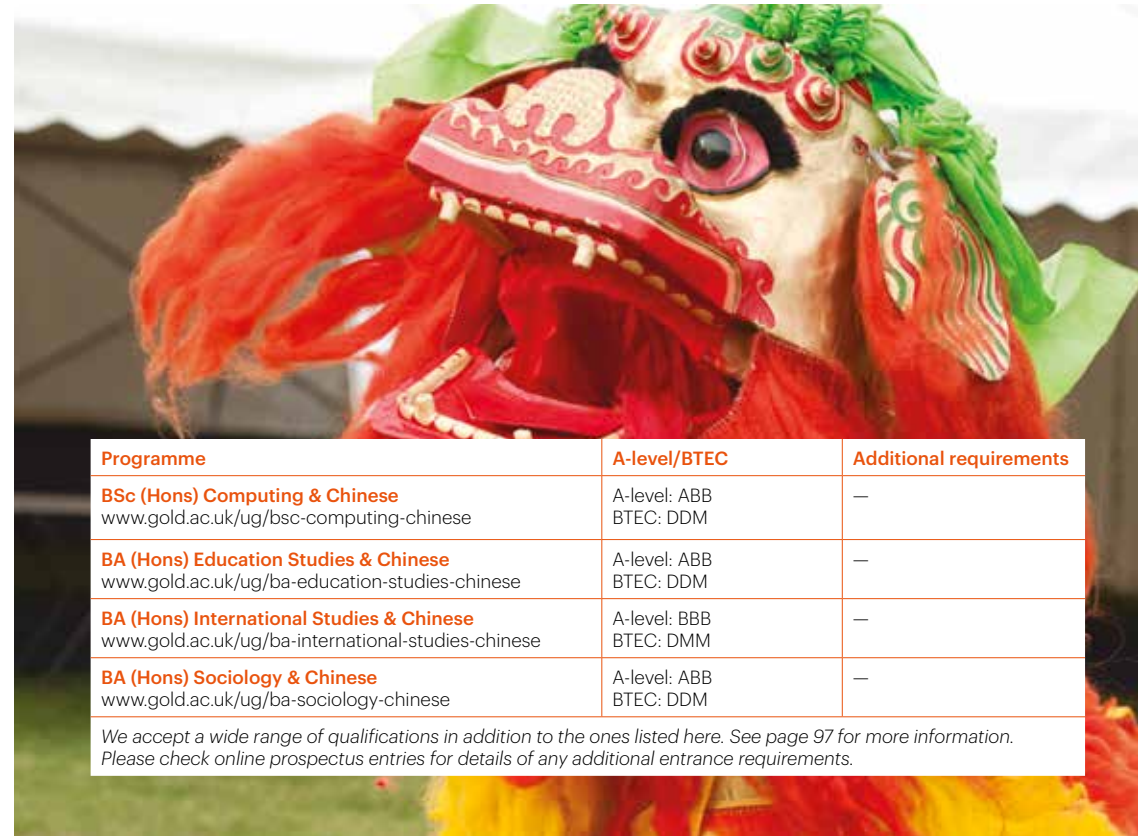 Programme A-level/BTEC Additional requirements
BSc (Hons) Computing & Chinese A-level: ABB —
www.gold.ac.uk/ug/bsc-computing-chinese BTEC: DDM
BA (Hons) Education Studies & Chinese A-level: ABB —
www.gold.ac.uk/ug/ba-education-studies-chinese BTEC: DDM
BA (Hons) International Studies & Chinese A-level: BBB —
www.gold.ac.uk/ug/ba-international-studies-chinese BTEC: DMM
BA (Hons) Sociology & Chinese A-level: ABB —
www.gold.ac.uk/ug/ba-sociology-chinese BTEC: DDM
We accept a wide range of qualifications in addition to the ones listed here. See page 97 for more information.
Please check online prospectus entries for details of any additional entrance requirements.